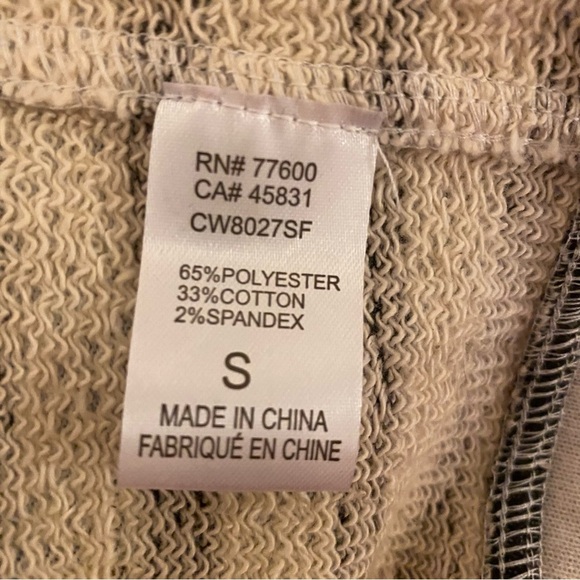 RN# 77600
CA# 45831
CW8027SF
65%POLYESTER
33%COTTON
2%SPANDEX
S
MADE IN CHINA
FABRIQUÉ EN CHINE